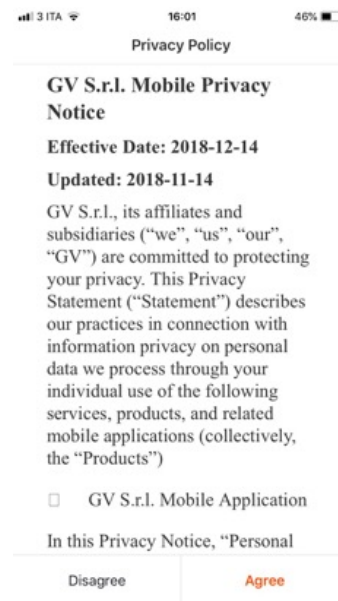 3 ITA 16:01 46%
Privacy Policy
GV S.r.l. Mobile Privacy
Notice
Effective Date: 2018-12-14
Updated: 2018-11-14
GV S.r.l., its affiliates and
subsidiaries (“we”, “us”, “our”,
“GV”) are committed to protecting
your privacy. This Privacy
Statement (“Statement”) describes
our practices in connection with
information privacy on personal
data we process through your
individual use of the following
services, products, and related
mobile applications (collectively,
the “Products”)
GV S.r.l. Mobile Application
In this Privacy Notice, “Personal
Disagree Agree